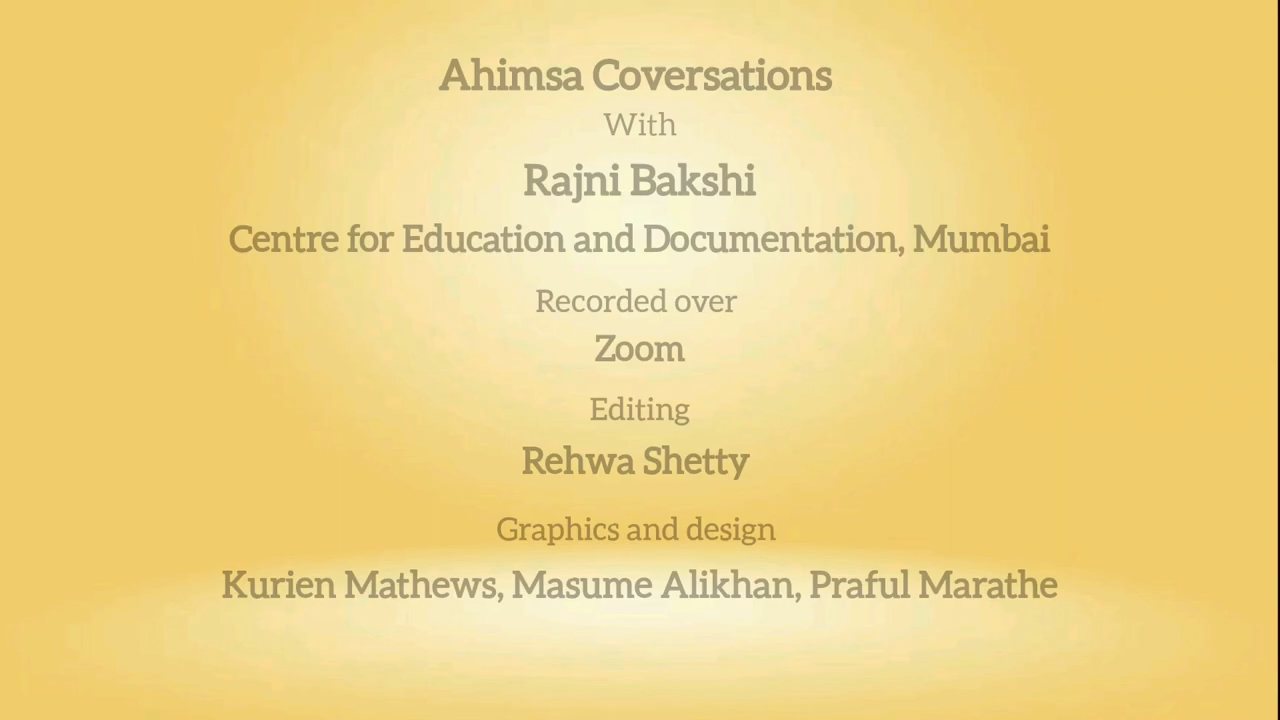 Ahimsa Coversations
With
Rajni Bakshi
Centre for Education and Documentation, Mumbai
Recorded over
Zoom
Editing
Rehwa Shetty
Graphics and design
Kurien Mathews, Masume Alikhan, Praful Marathe